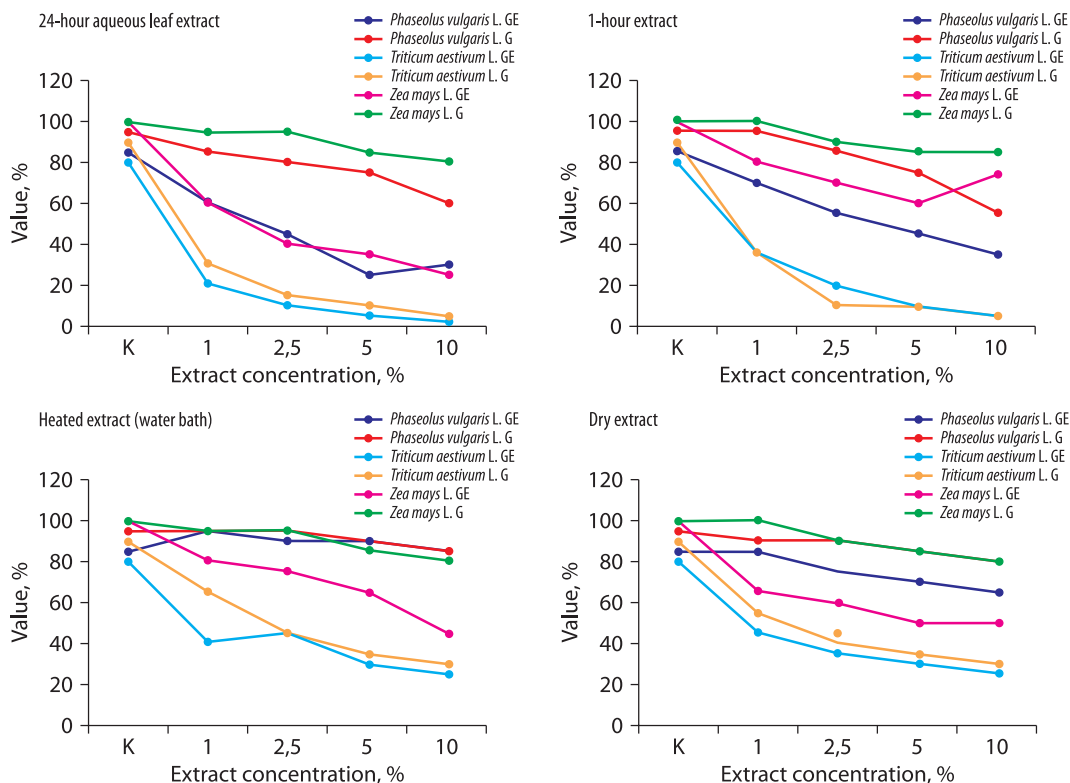 24-hour aqueous leaf extract
Phaseolus vulgaris L. GE
Phaseolus vulgaris L. G
Triticum aestivum L. GE
Triticum aestivum L. G
Zea mays L. GE
Zea mays L. G
Value, %
120
100
80
60
40
20
0
K 1 2,5 5 10
Extract concentration, %
1-hour extract
Phaseolus vulgaris L. GE
Phaseolus vulgaris L. G
Triticum aestivum L. GE
Triticum aestivum L. G
Zea mays L. GE
Zea mays L. G
Value, %
120
100
80
60
40
20
0
K 1 2,5 5 10
Extract concentration, %
Heated extract (water bath)
Phaseolus vulgaris L. GE
Phaseolus vulgaris L. G
Triticum aestivum L. GE
Triticum aestivum L. G
Zea mays L. GE
Zea mays L. G
Value, %
120
100
80
60
40
20
0
K 1 2,5 5 10
Extract concentration, %
Dry extract
Phaseolus vulgaris L. GE
Phaseolus vulgaris L. G
Triticum aestivum L. GE
Triticum aestivum L. G
Zea mays L. GE
Zea mays L. G
Value, %
120
100
80
60
40
20
0
K 1 2,5 5 10
Extract concentration, %